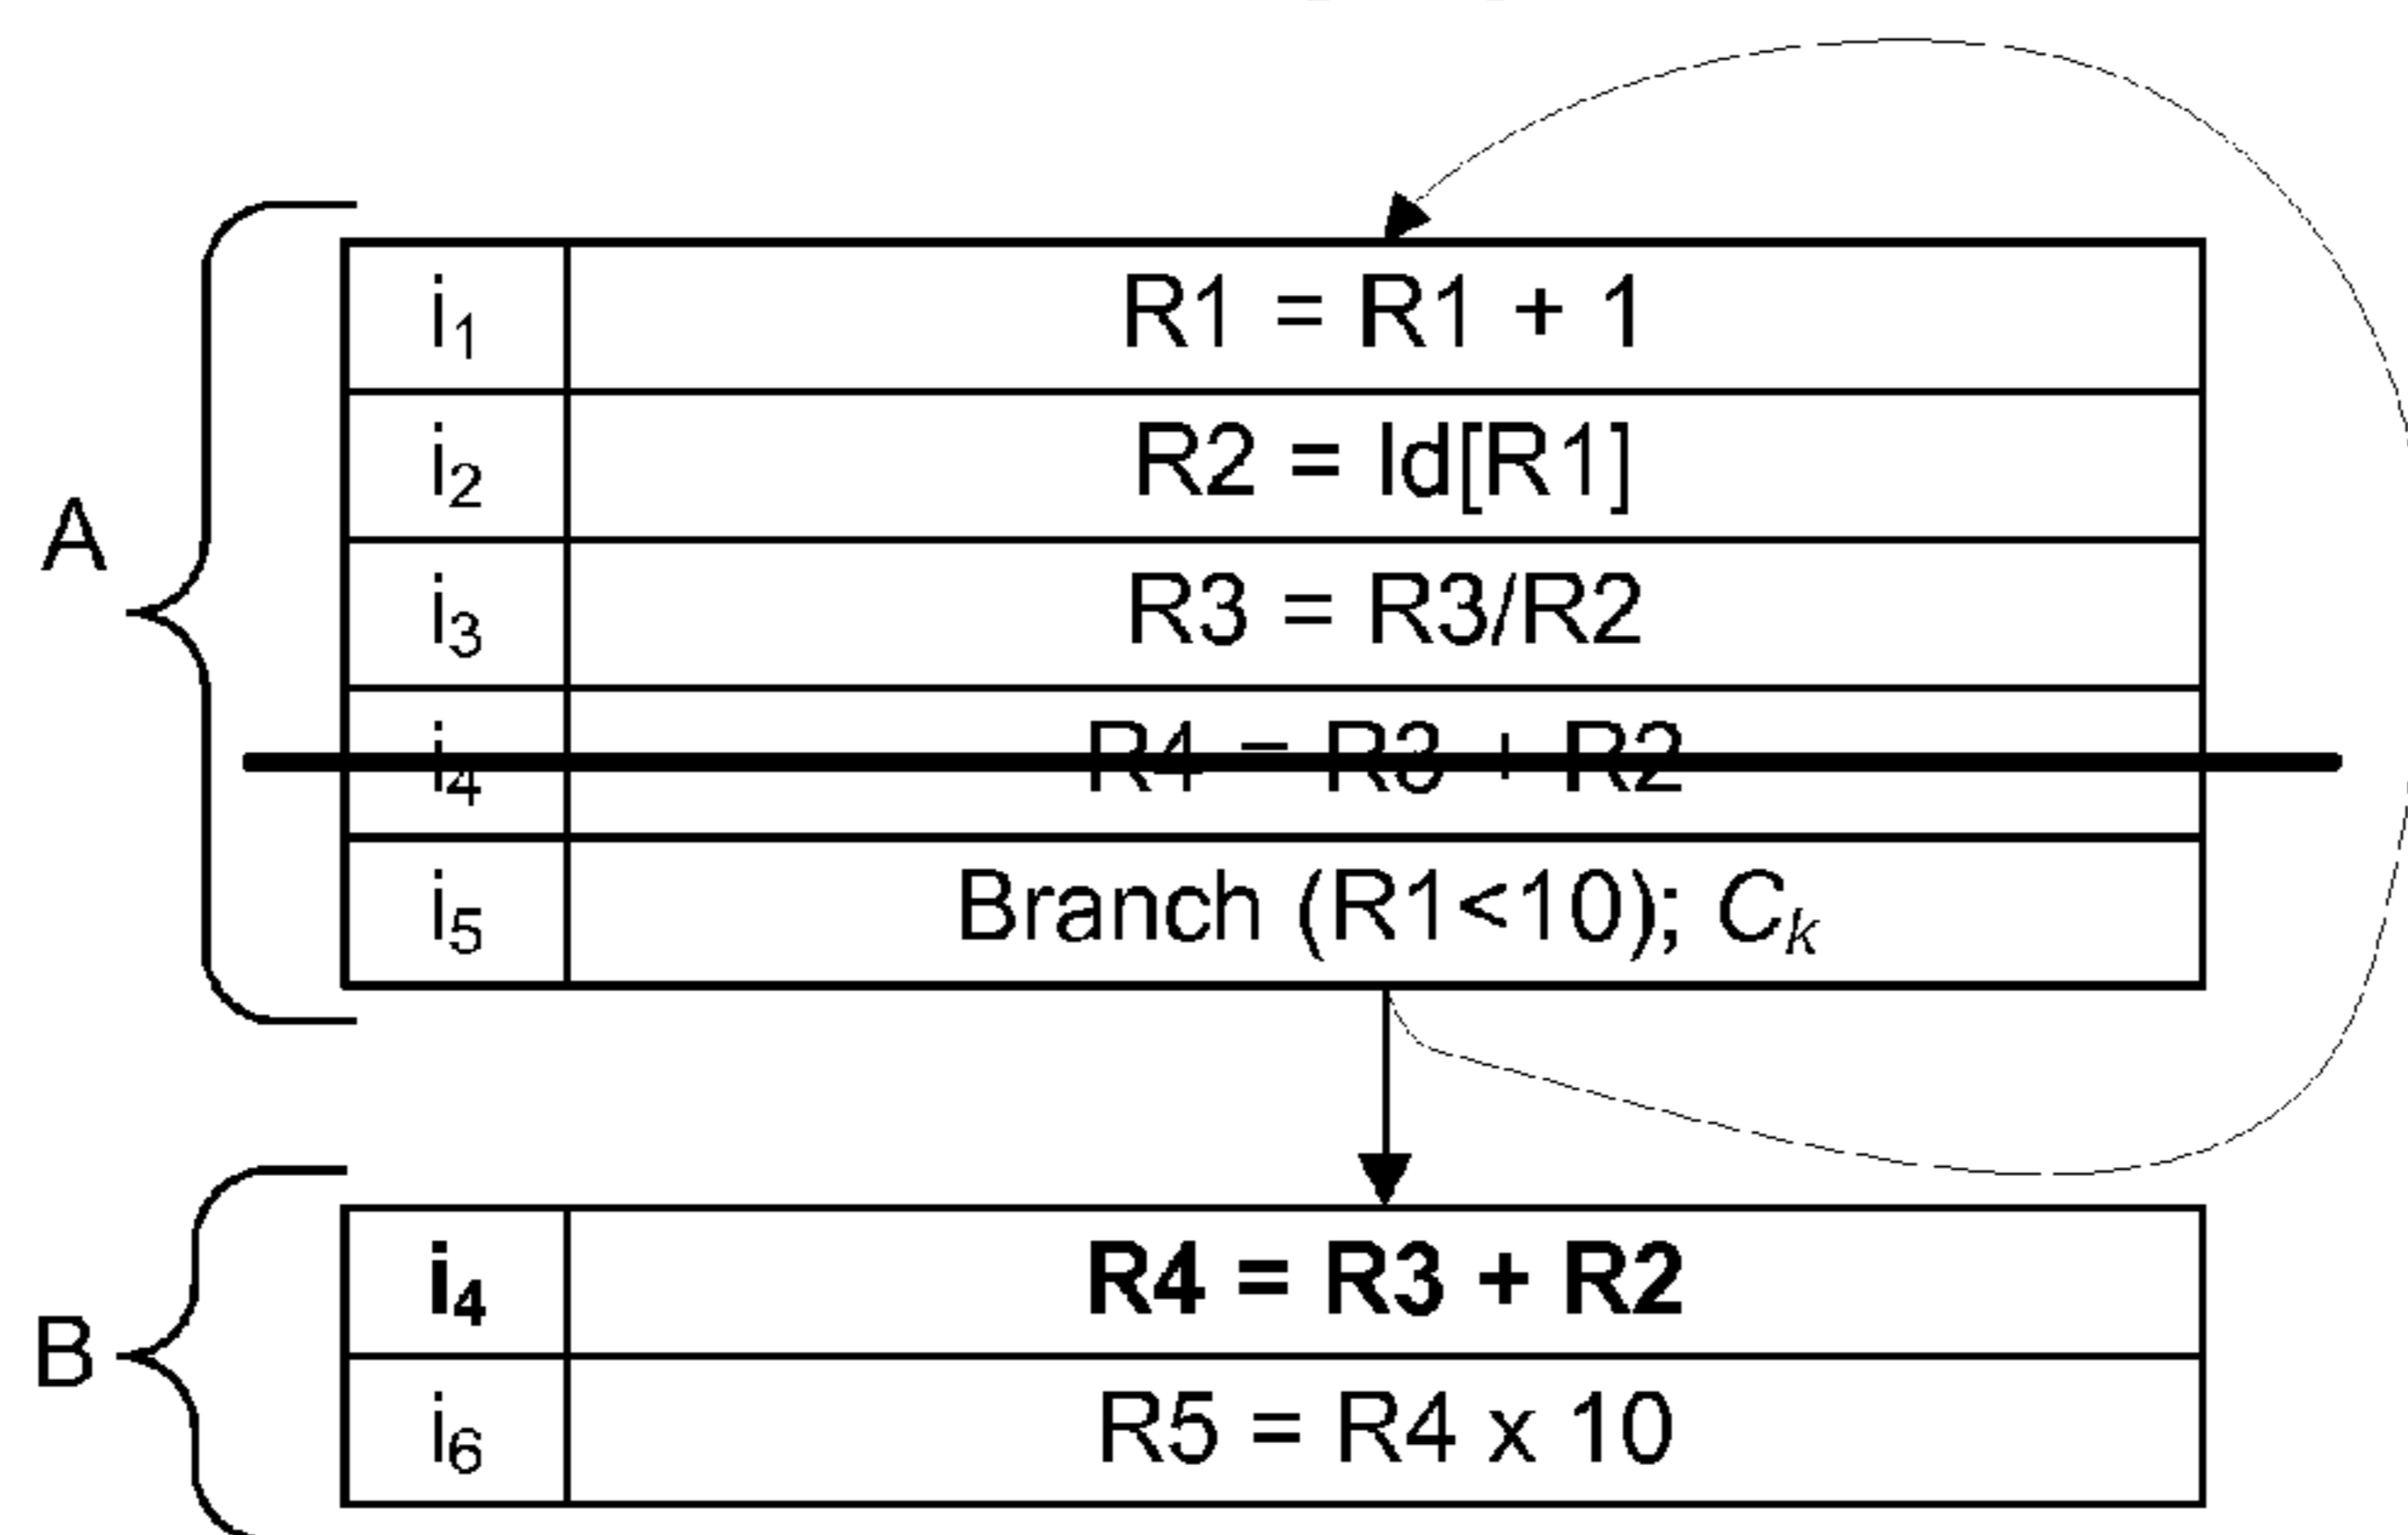 A
i₁ R1 = R1 + 1
i₂ R2 = ld[R1]
i₃ R3 = R3/R2
i₄ R4 = R3 + R2
i₅ Branch (R1<10); Cₖ
B
i₄ R4 = R3 + R2
i₆ R5 = R4 x 10